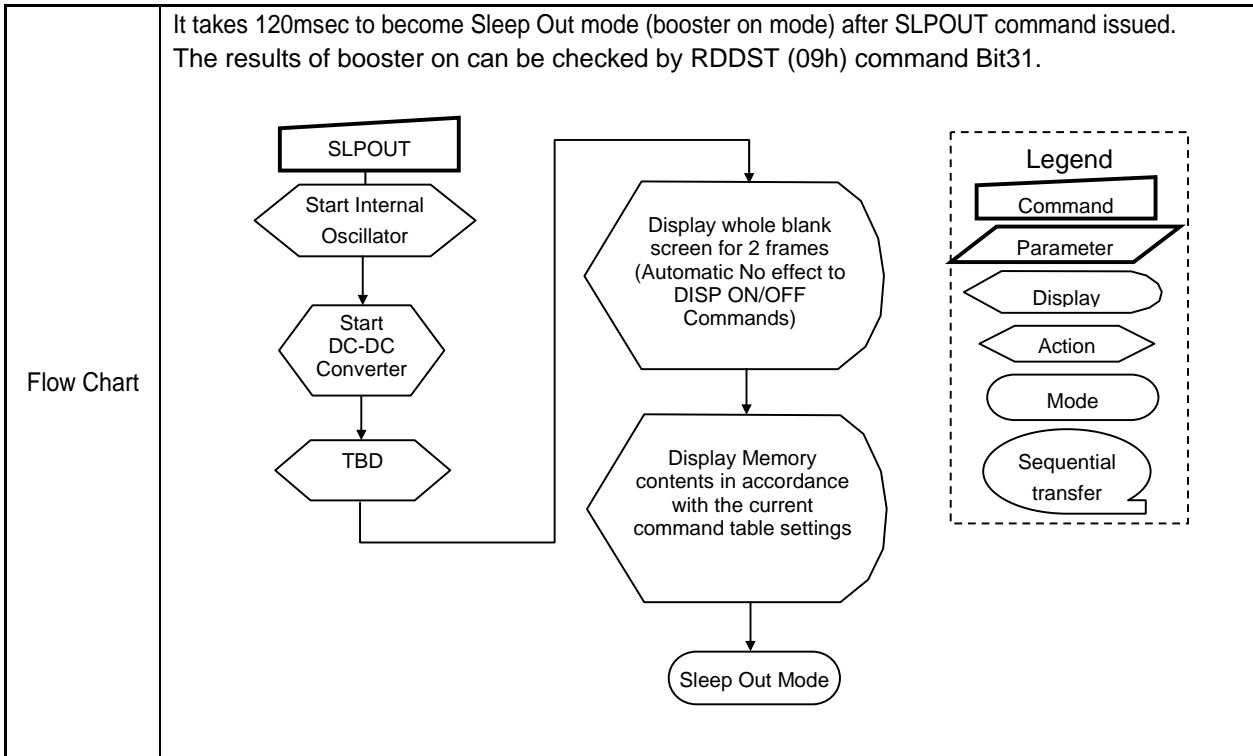 It takes 120msec to become Sleep Out mode (booster on mode) after SLPOUT command issued.
The results of booster on can be checked by RDDST (09h) command Bit31.
Flow Chart
SLPOUT
Start Internal
Oscillator
Start
DC-DC
Converter
TBD
Display whole blank
screen for 2 frames
(Automatic No effect to
DISP ON/OFF
Commands)
Display Memory
contents in accordance
with the current
command table settings
Sleep Out Mode
Legend
Command
Parameter
Display
Action
Mode
Sequential
transfer